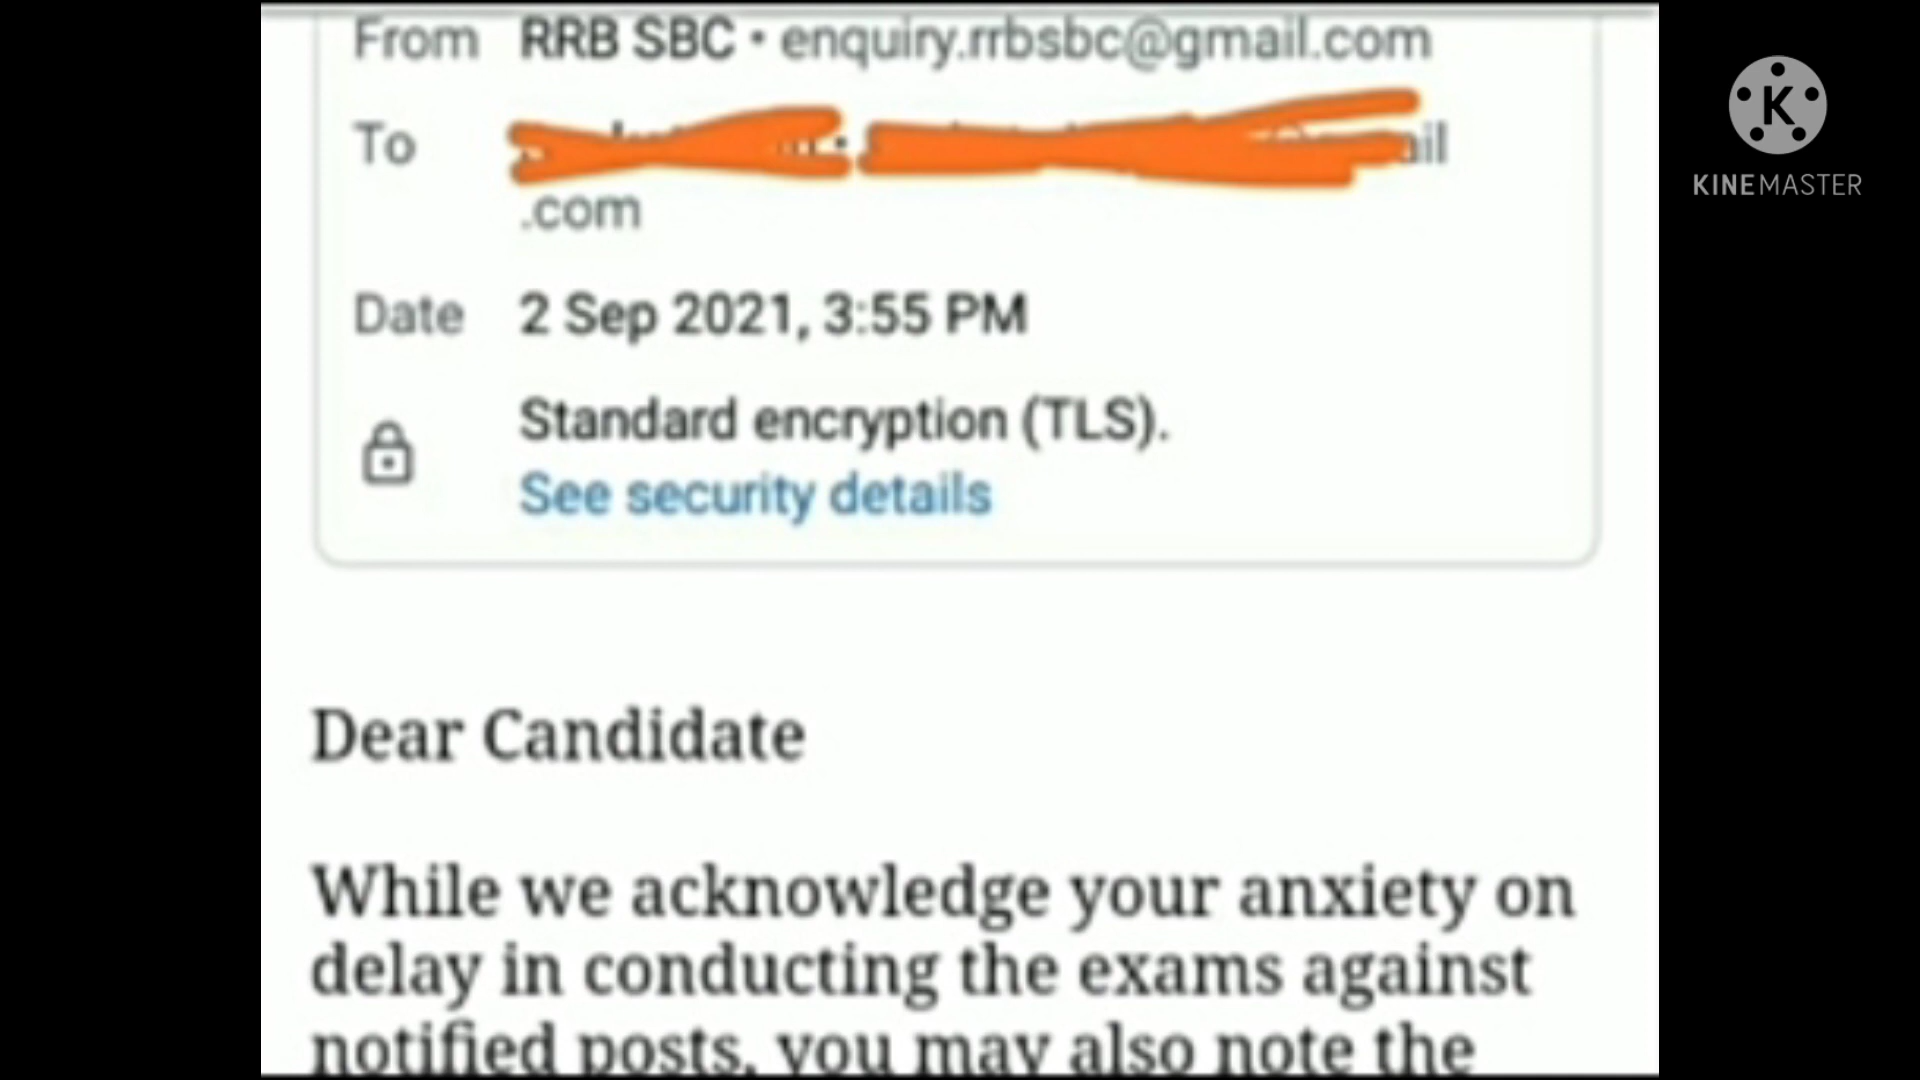 From RRB SBC • enquiry.rrbsbc@gmail.com
To
.com
Date 2 Sep 2021, 3:55 PM
Standard encryption (TLS).
See security details
Dear Candidate
While we acknowledge your anxiety on
delay in conducting the exams against
notified posts, you may also note the
K
KINEMASTER